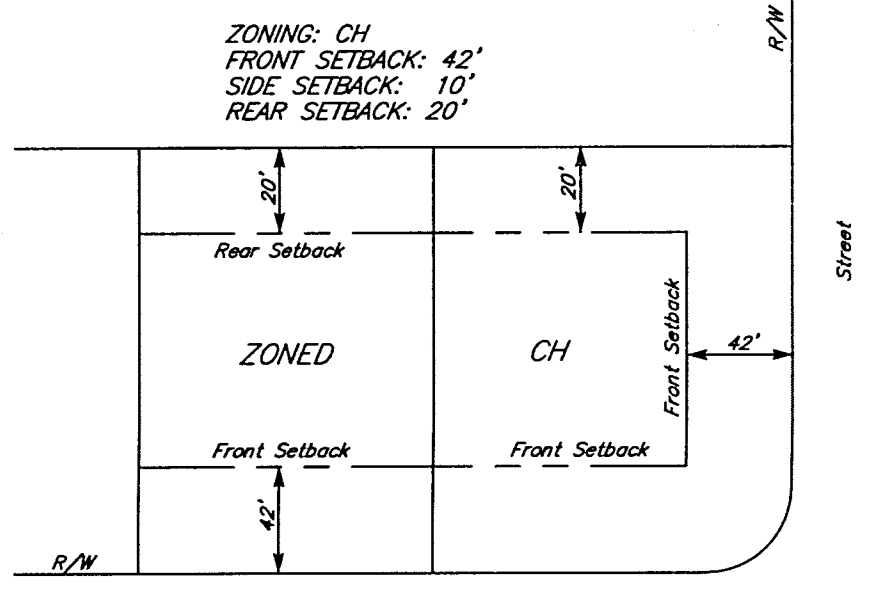 R/W
ZONING: CH
FRONT SETBACK: 42'
SIDE SETBACK: 10'
REAR SETBACK: 20'
20'
20'
Rear Setback
Street
ZONED
CH
Front Setback
42'
Front Setback
Front Setback
42'
R/W